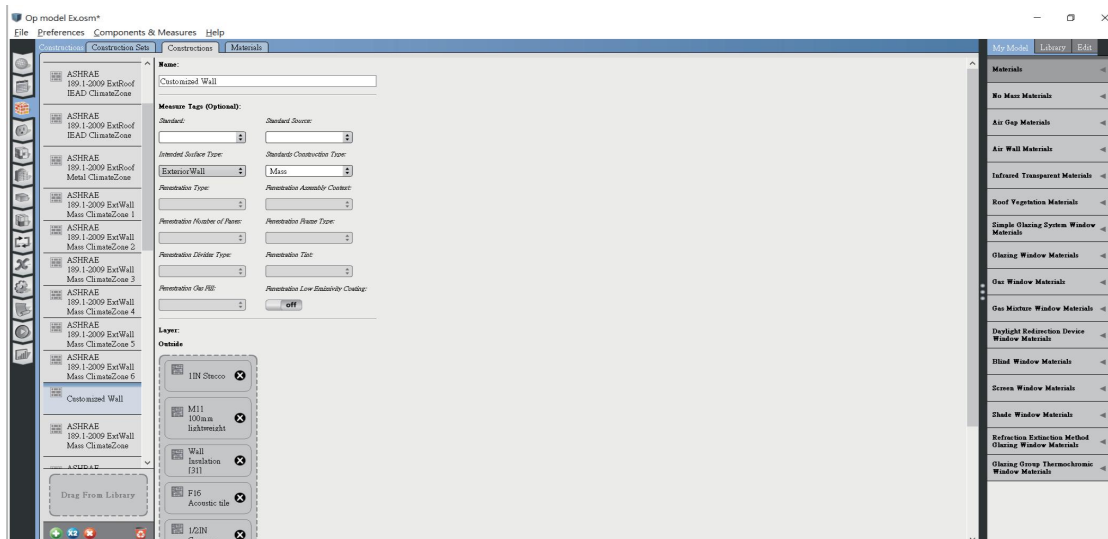 Op model Ex.osm*
File Preferences Components & Measures Help
Constructions Construction Sets Constructions Materials
My Model Library Edit
ASHRAE
189.1-2009 ExtRoof
IEAD ClimateZone
ASHRAE
189.1-2009 ExtRoof
IEAD ClimateZone
ASHRAE
189.1-2009 ExtRoof
Metal ClimateZone
ASHRAE
189.1-2009 ExtWall
Mass ClimateZone 1
ASHRAE
189.1-2009 ExtWall
Mass ClimateZone 2
ASHRAE
189.1-2009 ExtWall
Mass ClimateZone 3
ASHRAE
189.1-2009 ExtWall
Mass ClimateZone 4
ASHRAE
189.1-2009 ExtWall
Mass ClimateZone 5
ASHRAE
189.1-2009 ExtWall
Mass ClimateZone 6
Customized Wall
ASHRAE
189.1-2009 ExtWall
Mass ClimateZone
ASHRAE
Drag From Library
X2
Name:
Customized Wall
Measure Tags (Optional):
Standard: Standard Source:
Intended Surface Type: Standards Construction Type:
ExteriorWall Mass
Fenestration Type: Fenestration Assembly Context:
Fenestration Number of Panes: Fenestration Frame Type:
Fenestration Divider Type: Fenestration Tint:
Fenestration Gas Fill: Fenestration Low Emissivity Coating:
off
Layer:
Outside
1IN Stucco
M11
100mm
lightweight
Wall
Insulation
[31]
F16
Acoustic tile
1/2IN
Materials
No Mass Materials
Air Gap Materials
Air Wall Materials
Infrared Transparent Materials
Roof Vegetation Materials
Simple Glazing System Window
Materials
Glazing Window Materials
Gas Window Materials
Gas Mixture Window Materials
Daylight Redirection Device
Window Materials
Blind Window Materials
Screen Window Materials
Shade Window Materials
Refraction Extinction Method
Glazing Window Materials
Glazing Group Thermochromic
Window Materials